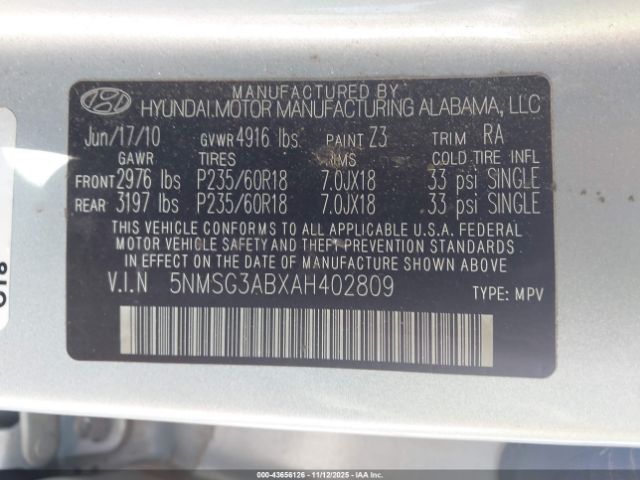 MANUFACTURED BY
HYUNDAI MOTOR MANUFACTURING ALABAMA, LLC
Jun/17/10 GVWR 4916 lbs PAINT Z3 TRIM RA
GAWR TIRES RIMS COLD TIRE INFL
FRONT 2976 lbs P235/60R18 7.0JX18 33 psi SINGLE
REAR 3197 lbs P235/60R18 7.0JX18 33 psi SINGLE
THIS VEHICLE CONFORMS TO ALL APPLICABLE U.S.A. FEDERAL
MOTOR VEHICLE SAFETY AND THEFT PREVENTION STANDARDS
IN EFFECT ON THE DATE OF MANUFACTURE SHOWN ABOVE.
V.I.N 5NMSG3ABXAH402809 TYPE: MPV
000-43656126 - 11/12/2025 - IAAI.COM